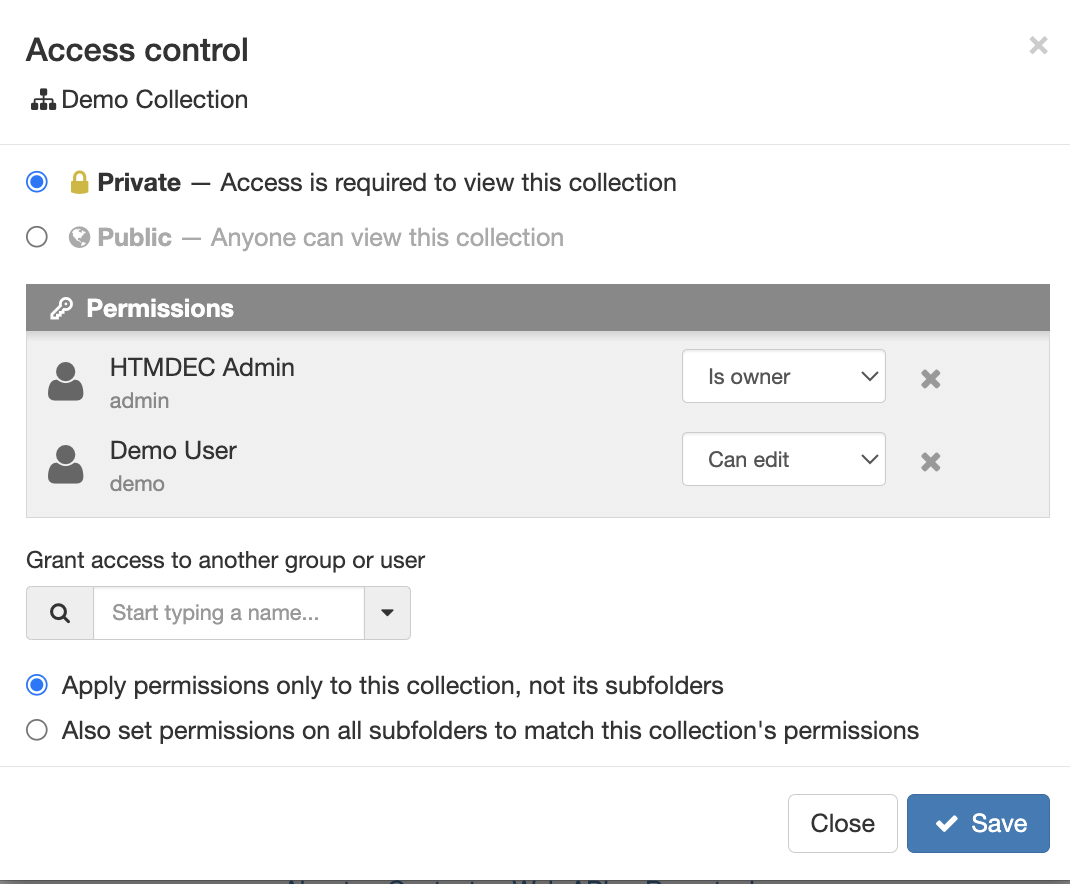 Access control
Demo Collection
Private — Access is required to view this collection
Public — Anyone can view this collection
Permissions
HTMDEC Admin
admin
Is owner
Demo User
demo
Can edit
Grant access to another group or user
Start typing a name...
Apply permissions only to this collection, not its subfolders
Also set permissions on all subfolders to match this collection's permissions
Close
Save